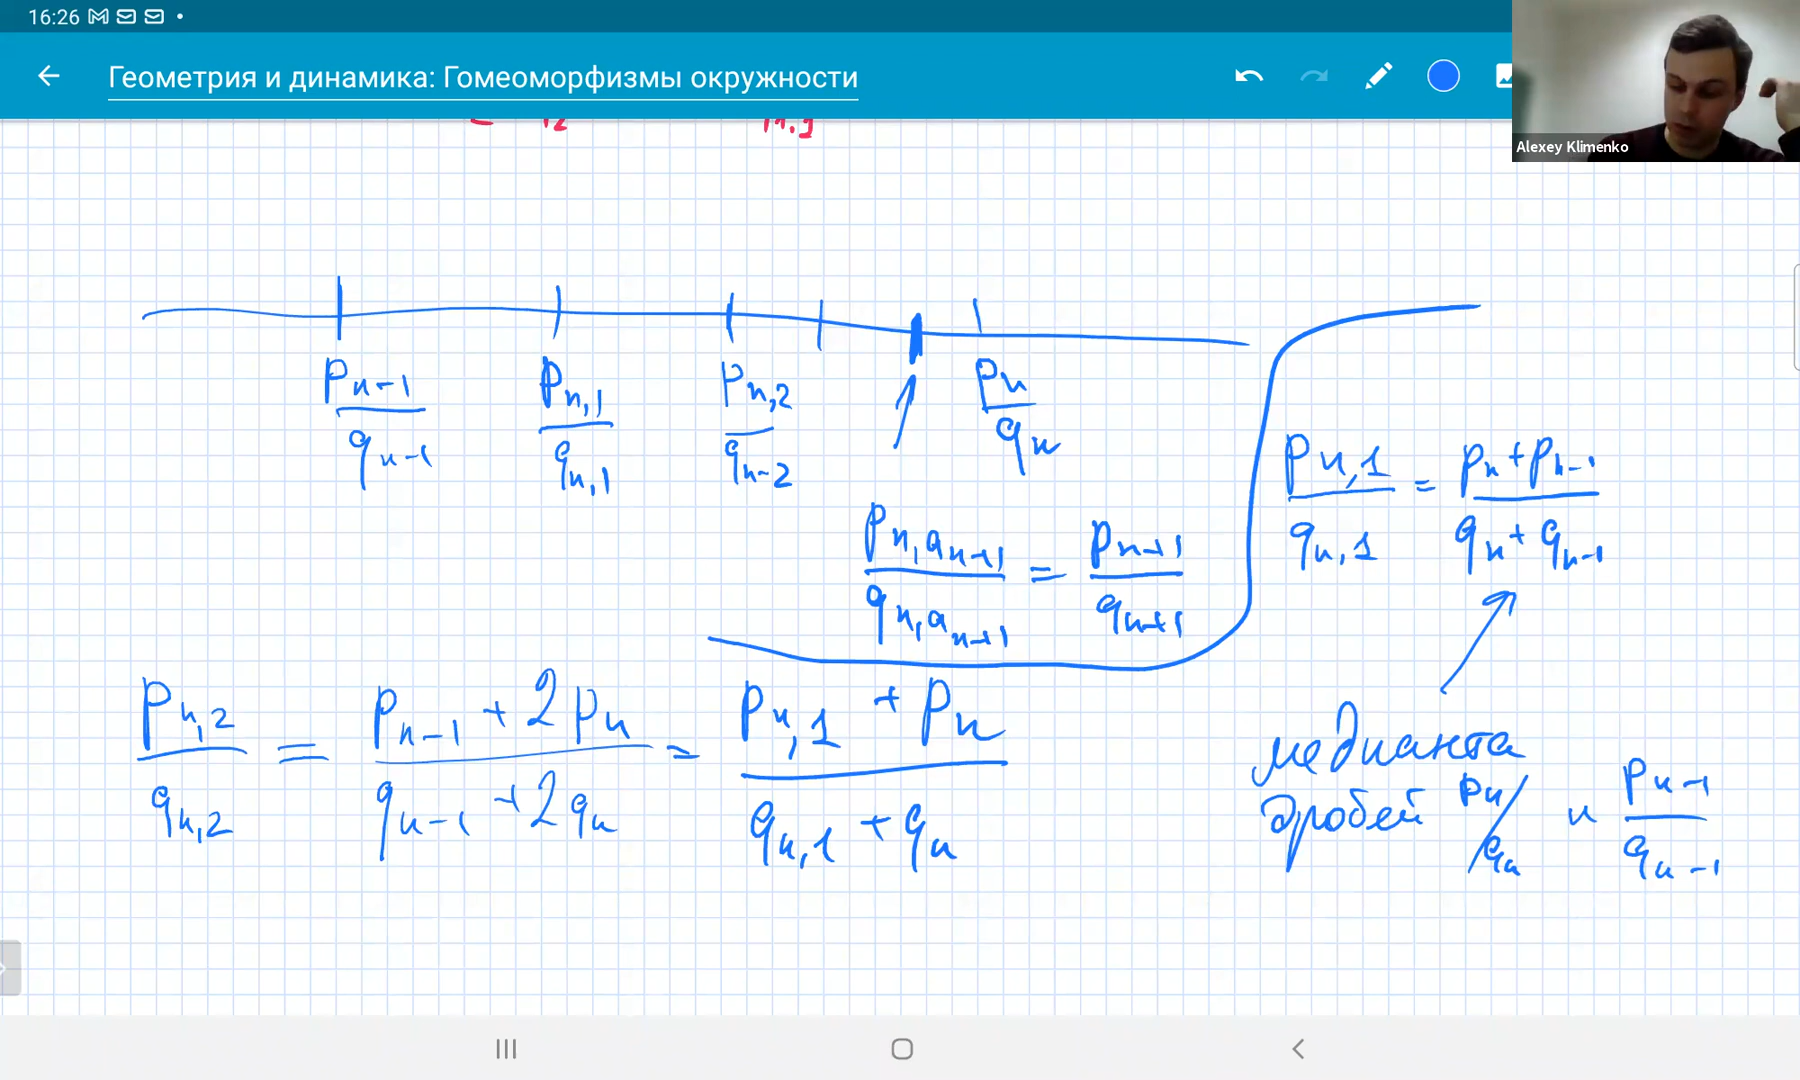 16:26
Геометрия и динамика: Гомеоморфизмы окружности
Alexey Klimenko
p_{n-1}/q_{n-1} p_{n,1}/q_{n,1} p_{n,2}/q_{n-2} p_n/q_n
p_{n,a_{n+1}}/q_{n,a_{n+1}} = p_{n+1}/q_{n+1}
p_{n,1}/q_{n,1} = (p_n + p_{n-1})/(q_n + q_{n-1})
p_{n,2}/q_{n,2} = (p_{n-1} + 2p_n)/(q_{n-1} + 2q_n) = (p_{n,1} + p_n)/(q_{n,1} + q_n)
медианта
дробей p_n/q_n и p_{n-1}/q_{n-1}